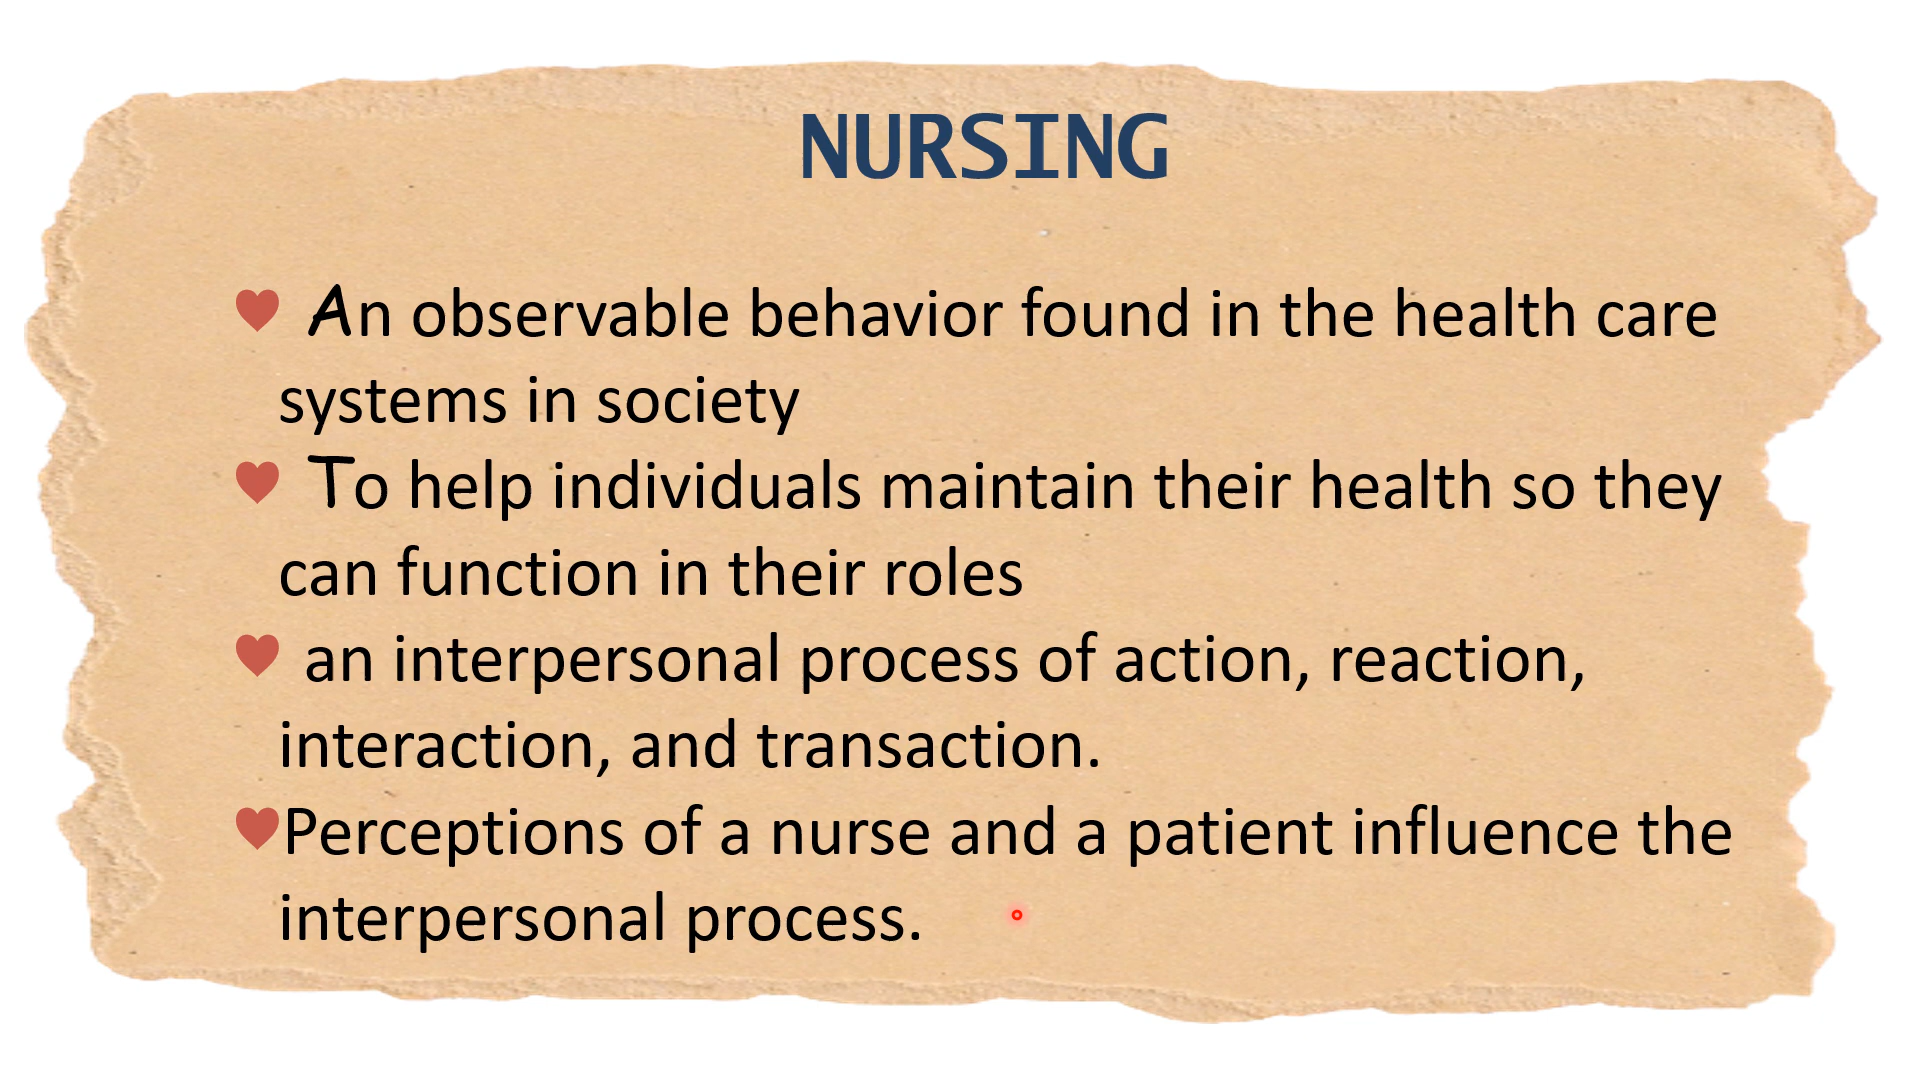 NURSING
An observable behavior found in the health care
systems in society
To help individuals maintain their health so they
can function in their roles
an interpersonal process of action, reaction,
interaction, and transaction.
Perceptions of a nurse and a patient influence the
interpersonal process.